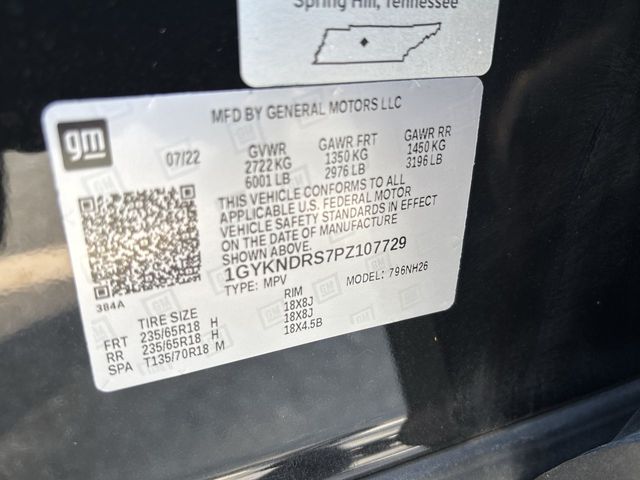 Spring Hill, Tennessee
MFD BY GENERAL MOTORS LLC
gm
07/22
GVWR
2722 KG
6001 LB
GAWR FRT
1350 KG
2976 LB
GAWR RR
1450 KG
3196 LB
THIS VEHICLE CONFORMS TO ALL
APPLICABLE U.S. FEDERAL MOTOR
VEHICLE SAFETY STANDARDS IN EFFECT
ON THE DATE OF MANUFACTURE
SHOWN ABOVE.
1GYKNDRS7PZ107729
TYPE: MPV
MODEL: 796NH26
384A
TIRE SIZE
RIM
FRT 235/65R18 H 18X8J
RR 235/65R18 H 18X8J
SPA T135/70R18 M 18X4.5B